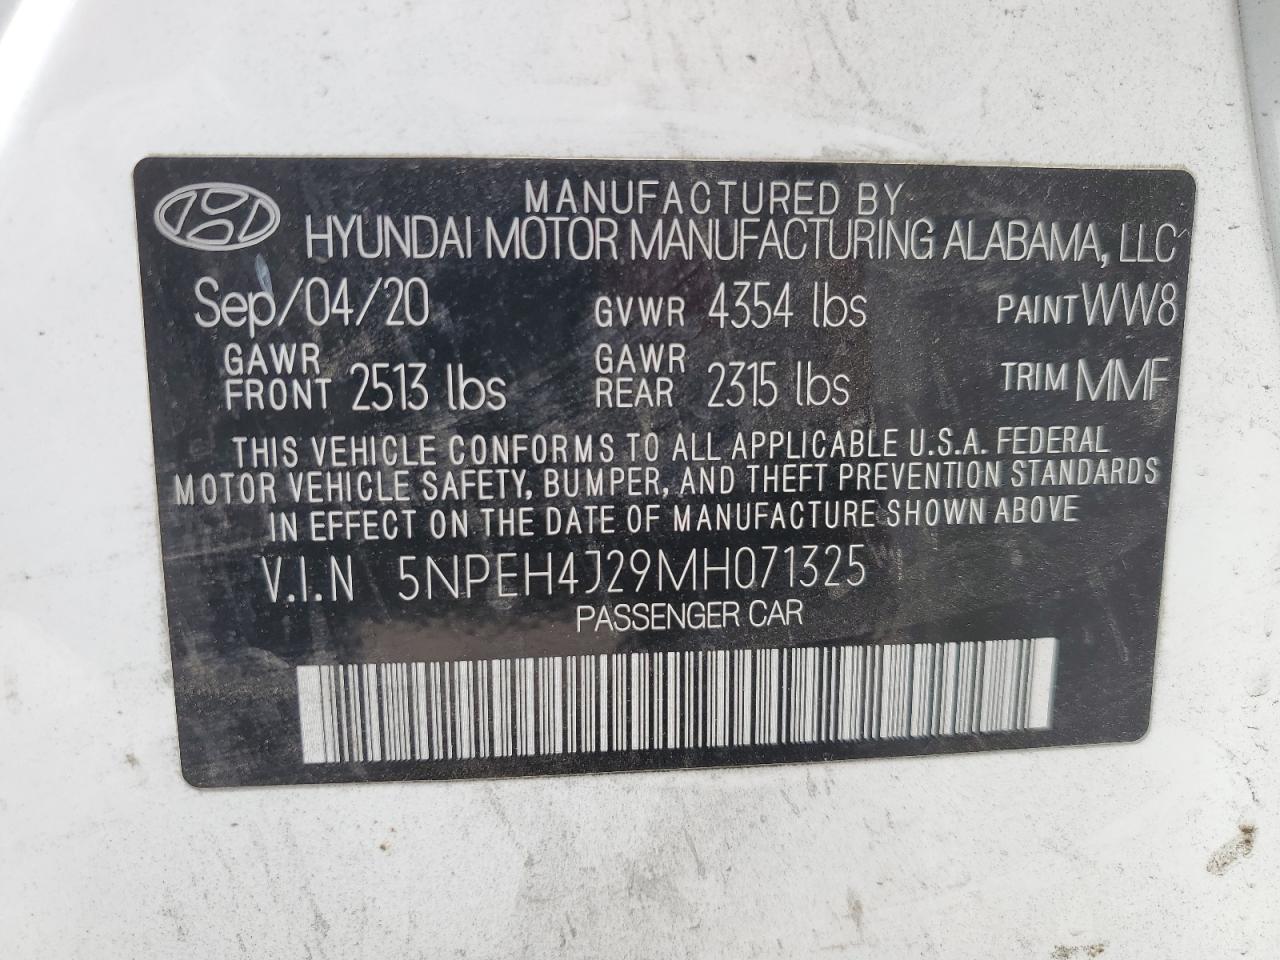 MANUFACTURED BY
HYUNDAI MOTOR MANUFACTURING ALABAMA, LLC
Sep/04/20 GVWR 4354 lbs PAINT WW8
GAWR FRONT 2513 lbs GAWR REAR 2315 lbs TRIM MMF
THIS VEHICLE CONFORMS TO ALL APPLICABLE U.S.A. FEDERAL
MOTOR VEHICLE SAFETY, BUMPER, AND THEFT PREVENTION STANDARDS
IN EFFECT ON THE DATE OF MANUFACTURE SHOWN ABOVE
V.I.N 5NPEH4J29MH071325
PASSENGER CAR